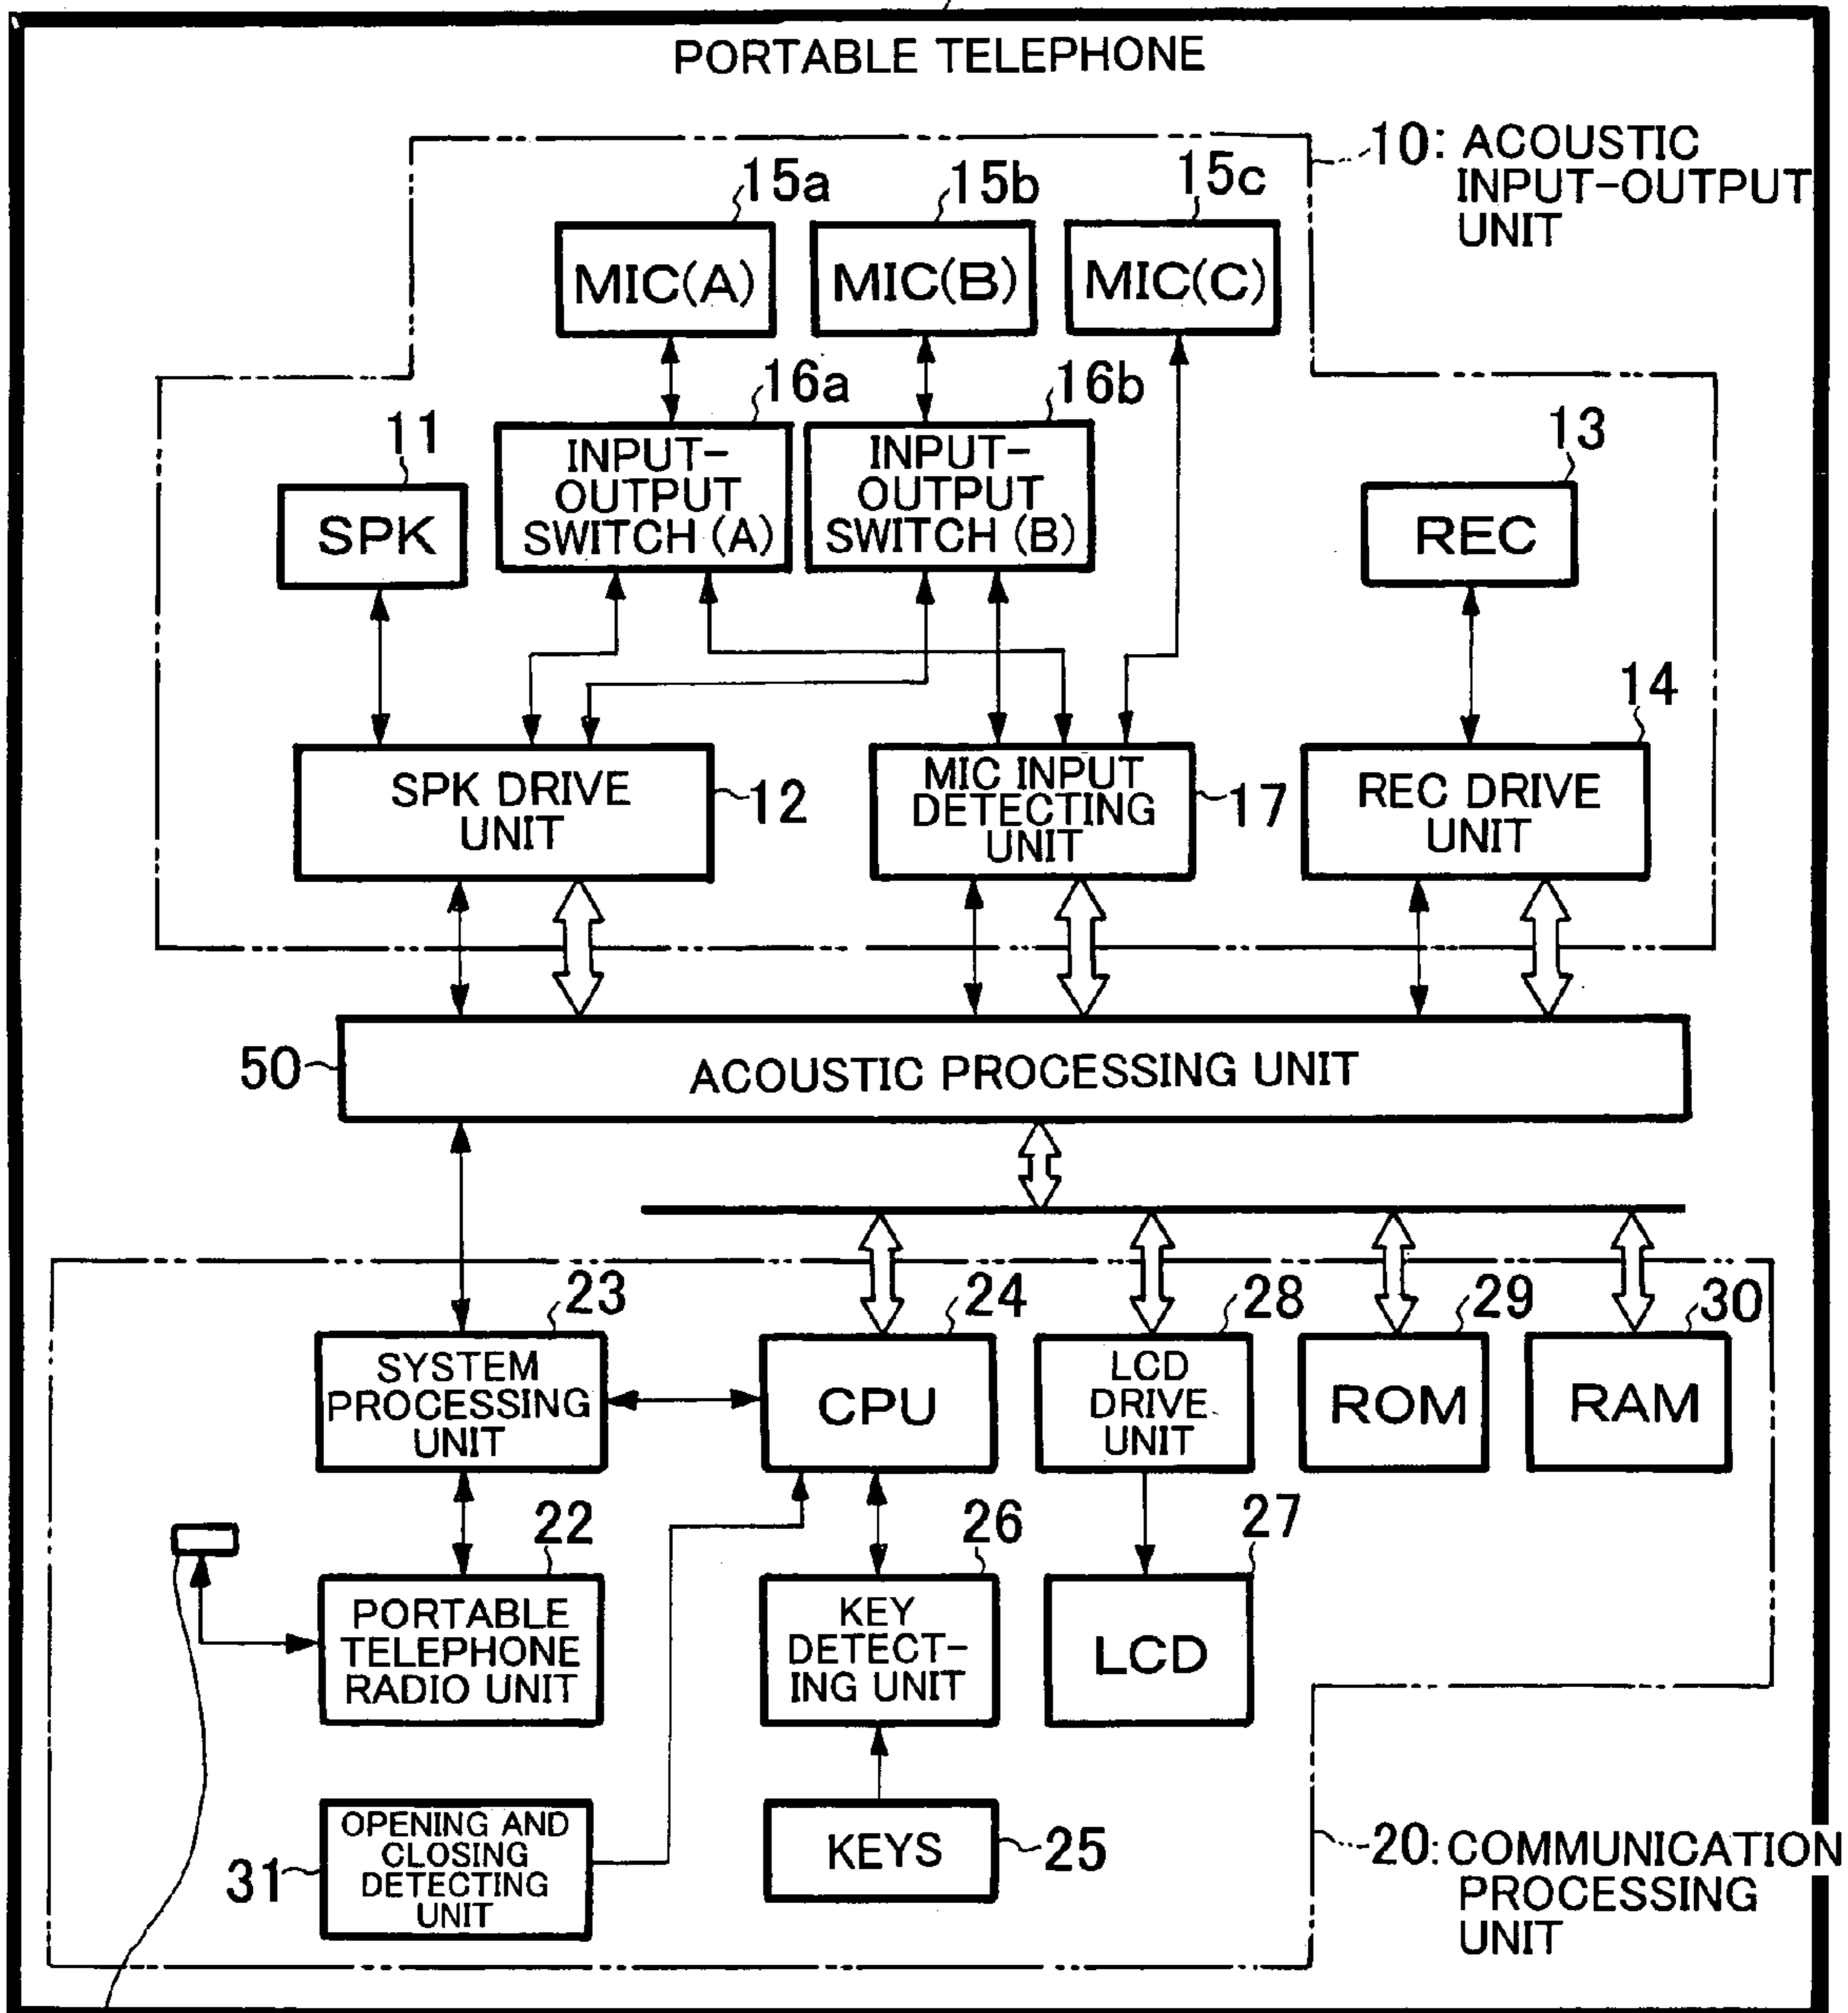 PORTABLE TELEPHONE
10: ACOUSTIC
INPUT-OUTPUT
UNIT
15a
15b
15c
MIC(A)
MIC(B)
MIC(C)
16a
16b
11
13
INPUT-
OUTPUT
SWITCH (A)
INPUT-
OUTPUT
SWITCH (B)
SPK
REC
14
SPK DRIVE
UNIT
12
MIC INPUT
DETECTING
UNIT
17
REC DRIVE
UNIT
50
ACOUSTIC PROCESSING UNIT
23
24
28
29
30
SYSTEM
PROCESSING
UNIT
CPU
LCD
DRIVE
UNIT
ROM
RAM
22
26
27
PORTABLE
TELEPHONE
RADIO UNIT
KEY
DETECT-
ING UNIT
LCD
31
OPENING AND
CLOSING
DETECTING
UNIT
KEYS
25
20: COMMUNICATION
PROCESSING
UNIT